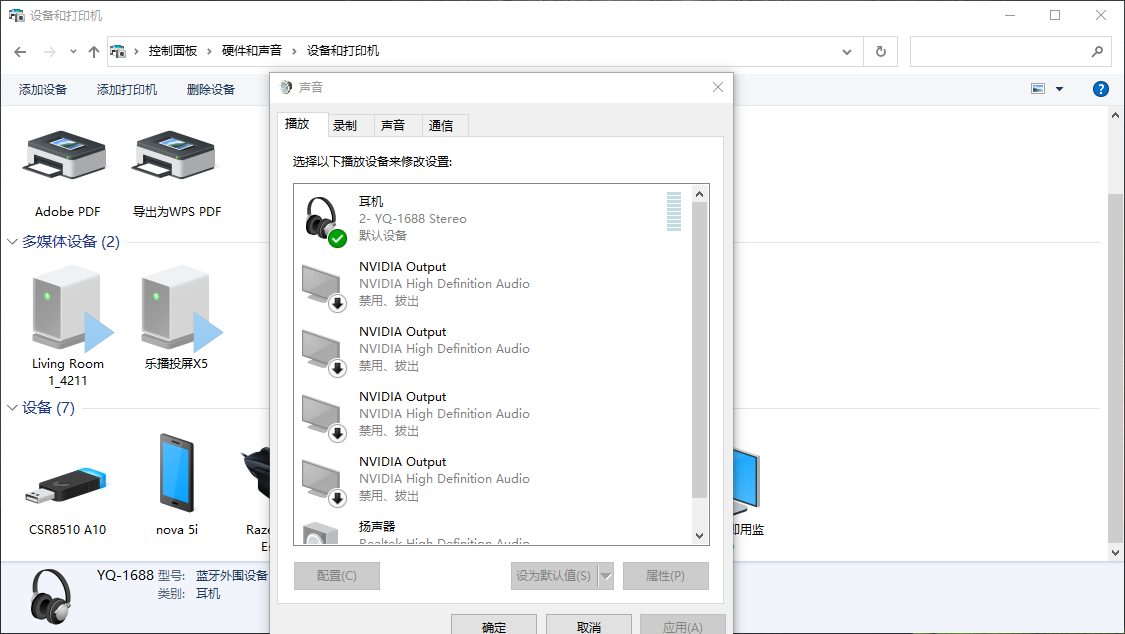 设备和打印机
控制面板 › 硬件和声音 › 设备和打印机
添加设备 添加打印机 删除设备
Adobe PDF
导出为WPS PDF
多媒体设备 (2)
Living Room
1_4211
乐播投屏X5
设备 (7)
CSR8510 A10
nova 5i
Raze
Es
即用监
YQ-1688 型号: 蓝牙外围设备
类别: 耳机
声音
播放 录制 声音 通信
选择以下播放设备来修改设置:
耳机
2- YQ-1688 Stereo
默认设备
NVIDIA Output
NVIDIA High Definition Audio
禁用、拔出
NVIDIA Output
NVIDIA High Definition Audio
禁用、拔出
NVIDIA Output
NVIDIA High Definition Audio
禁用、拔出
NVIDIA Output
NVIDIA High Definition Audio
禁用、拔出
扬声器
Realtek High Definition Audio
配置(C) 设为默认值(S) 属性(P)
确定 取消 应用(A)